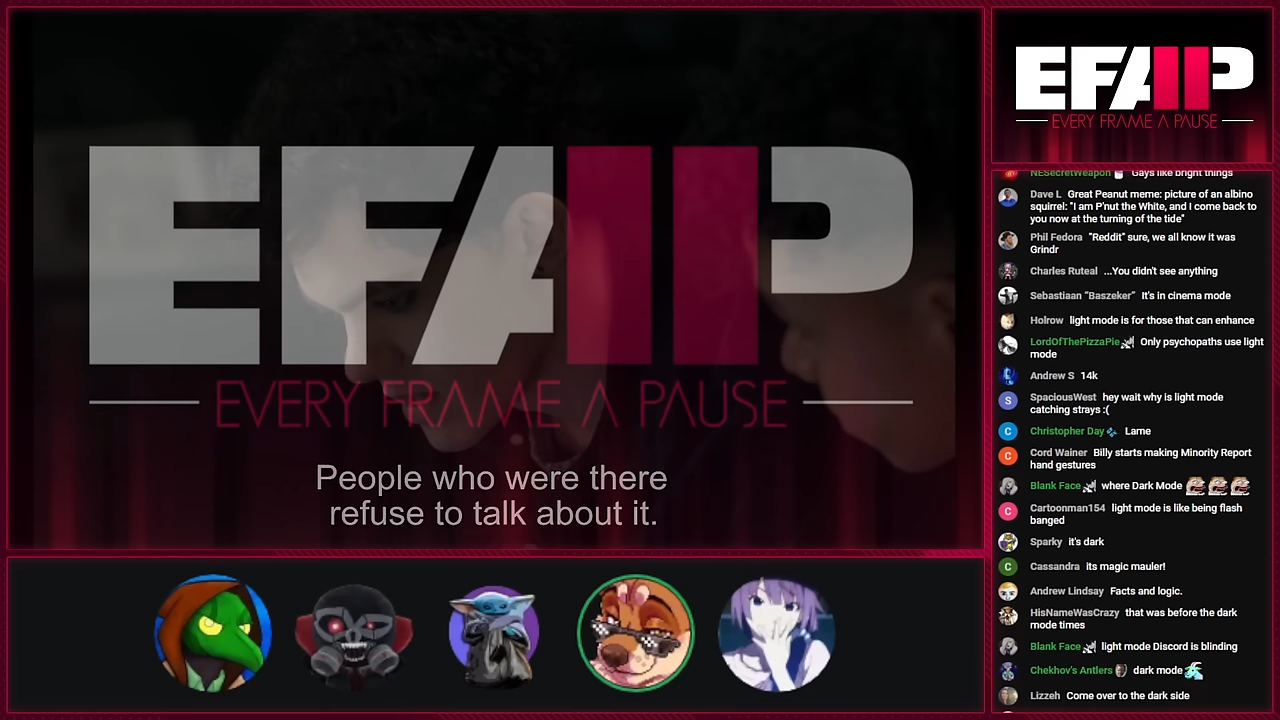 EFAP
EVERY FRAME A PAUSE
People who were there
refuse to talk about it.
EFAP
EVERY FRAME A PAUSE
NESecretWeapon Gays like bright things
Dave L Great Peanut meme: picture of an albino
squirrel: "I am P'nut the White, and I come back to
you now at the turning of the tide"
Phil Fedora "Reddit" sure, we all know it was
Grindr
Charles Ruteal ...You didn't see anything
Sebastiaan "Baszeker" It's in cinema mode
Holrow light mode is for those that can enhance
LordOfThePizzaPie Only psychopaths use light
mode
Andrew S 14k
S SpaciousWest hey wait why is light mode
catching strays :(
C Christopher Day Lame
C Cord Wainer Billy starts making Minority Report
hand gestures
Blank Face where Dark Mode
C Cartoonman154 light mode is like being flash
banged
Sparky it's dark
C Cassandra its magic mauler!
Andrew Lindsay Facts and logic.
HisNameWasCrazy that was before the dark
mode times
Blank Face light mode Discord is blinding
Chekhov's Antlers dark mode
Lizzeh Come over to the dark side